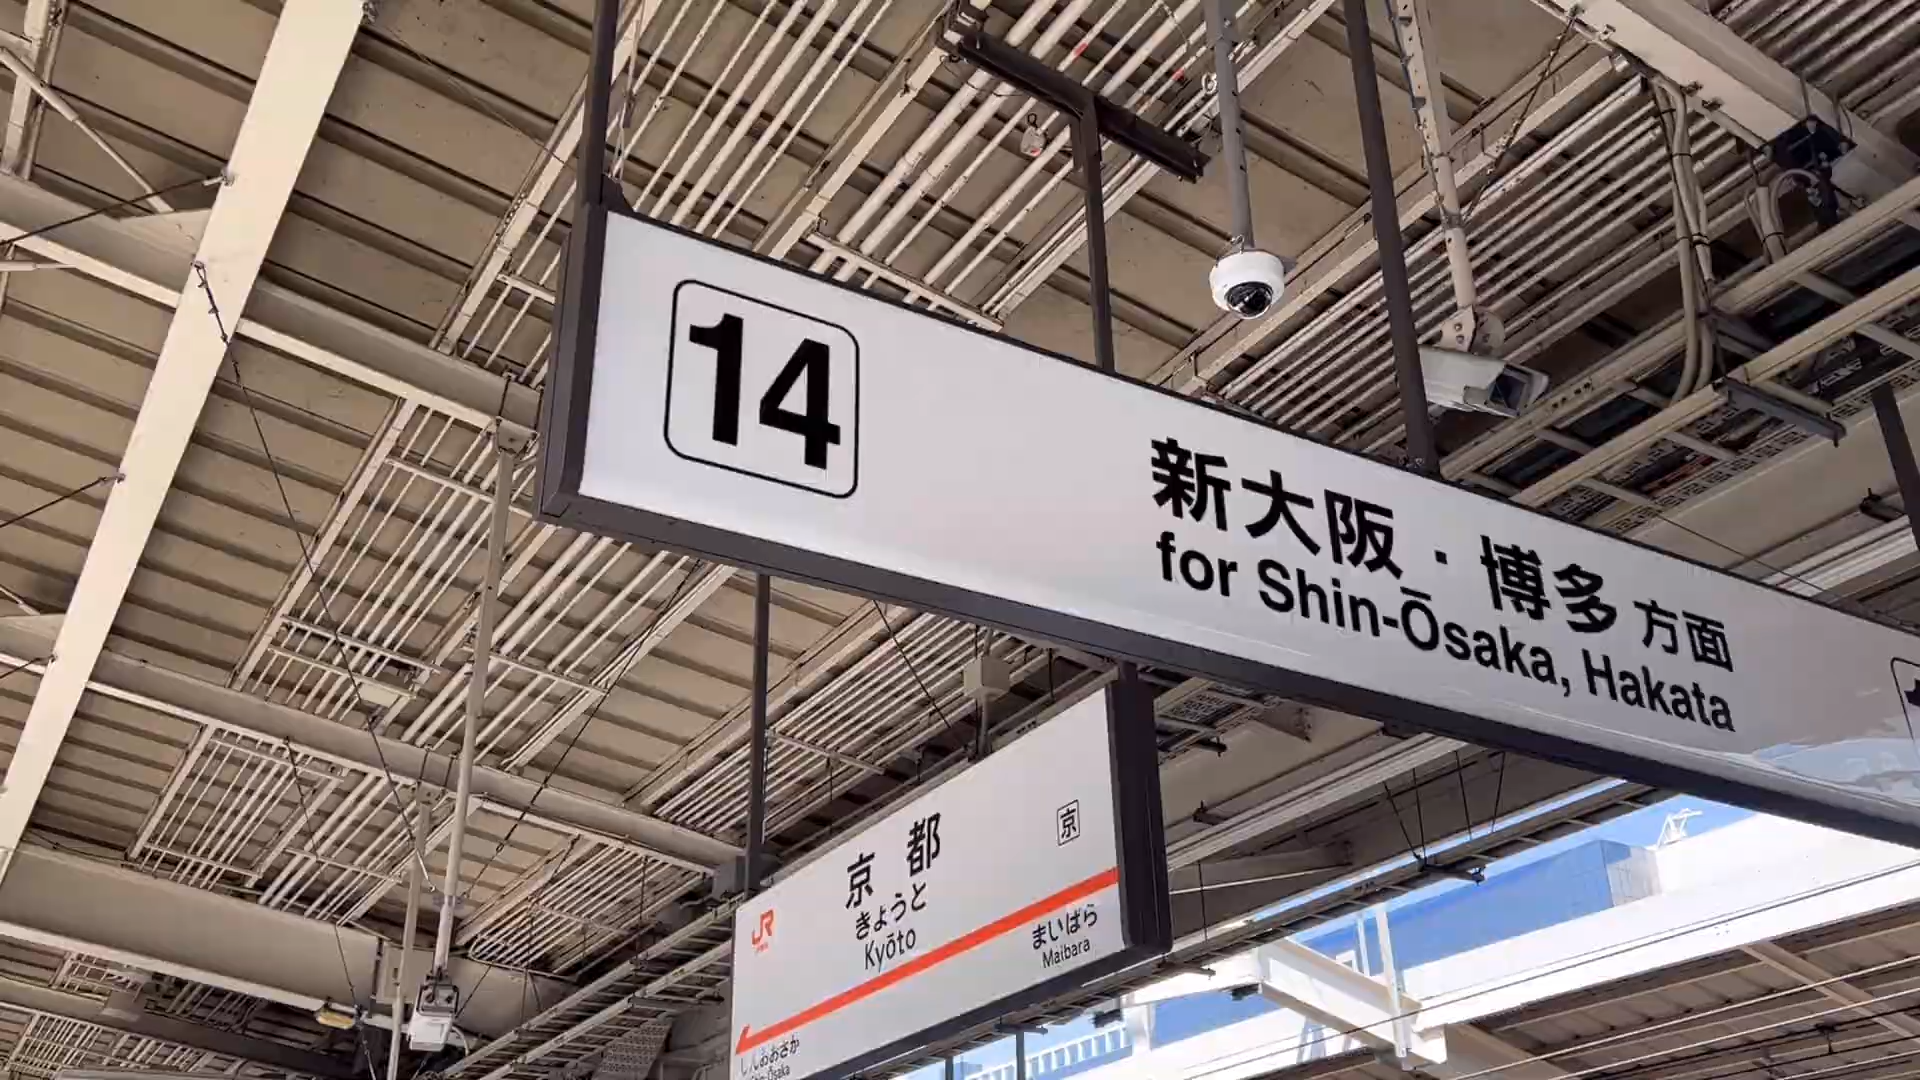 14
新大阪・博多 方面
for Shin-Ōsaka, Hakata
京都
京
きょうと
Kyōto
JR
まいばら
Maibara
しんおおさか